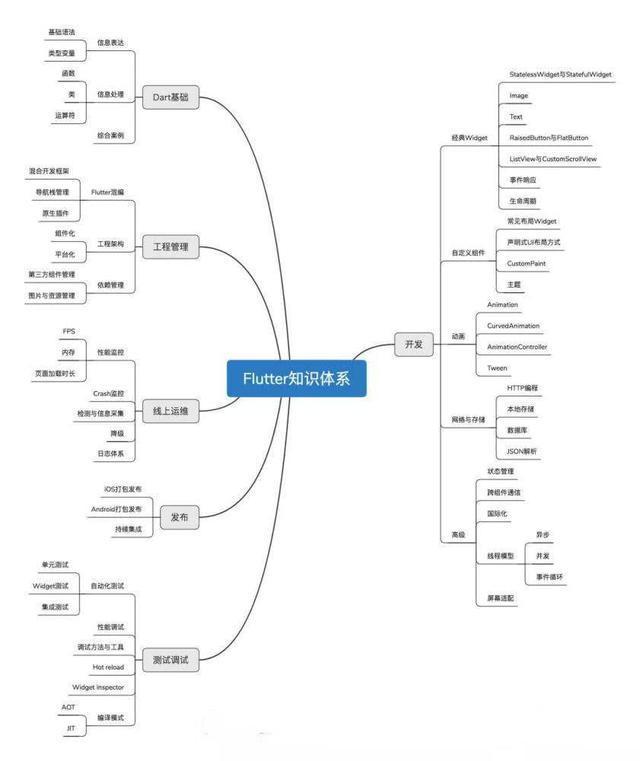 Flutter知识体系
Dart基础
信息表达
基础语法
类型变量
信息处理
函数
类
运算符
综合案例
工程管理
Flutter混编
混合开发框架
导航栈管理
原生插件
工程架构
组件化
平台化
依赖管理
第三方组件管理
图片与资源管理
线上运维
性能监控
FPS
内存
页面加载时长
Crash监控
检测与信息采集
降级
日志体系
发布
iOS打包发布
Android打包发布
持续集成
测试调试
自动化测试
单元测试
Widget测试
集成测试
性能调试
调试方法与工具
Hot reload
Widget Inspector
编译模式
AOT
JIT
开发
经典Widget
StatelessWidget与StatefulWidget
Image
Text
RaisedButton与FlatButton
ListView与CustomScrollView
事件响应
生命周期
自定义组件
常见布局Widget
声明式UI布局方式
CustomPaint
主题
动画
Animation
CurvedAnimation
AnimationController
Tween
网络与存储
HTTP编程
本地存储
数据库
JSON解析
高级
状态管理
跨组件通信
国际化
线程模型
异步
并发
事件循环
屏幕适配